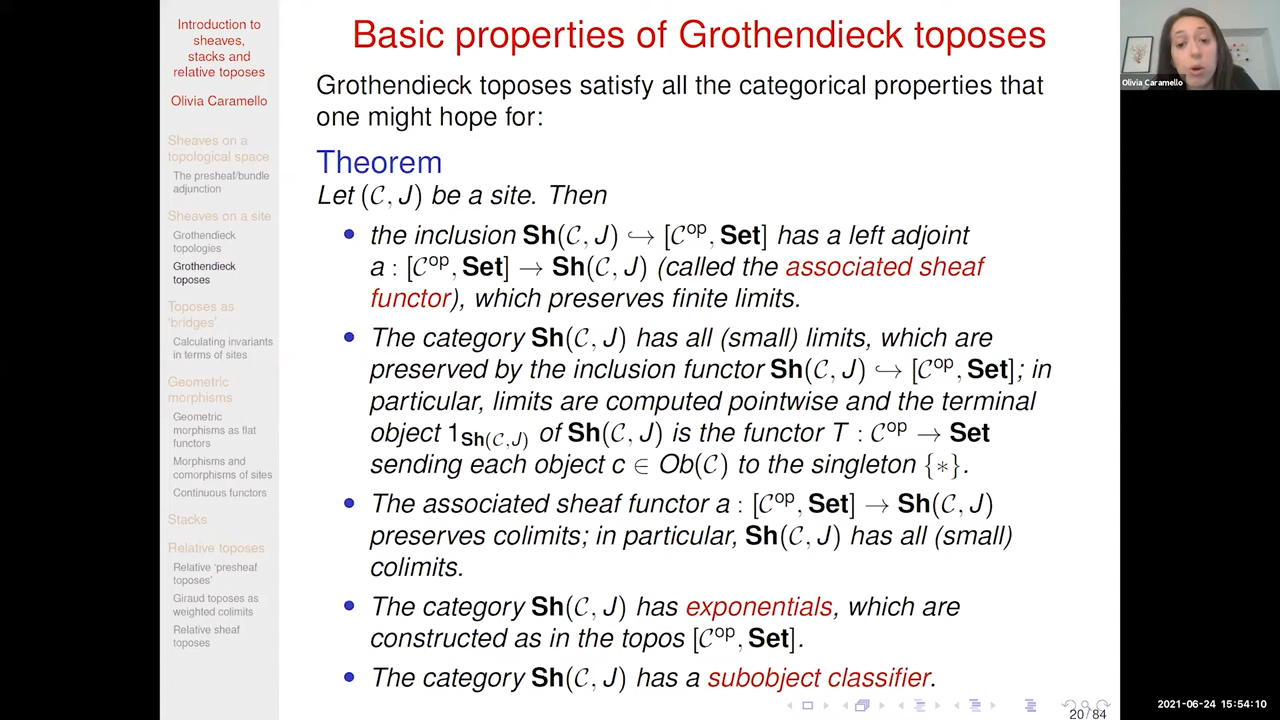 Introduction to
sheaves,
stacks and
relative toposes
Olivia Caramello
Sheaves on a
topological space
The presheaf/bundle
adjunction
Sheaves on a site
Grothendieck
topologies
Grothendieck
toposes
Toposes as
‘bridges’
Calculating invariants
in terms of sites
Geometric
morphisms
Geometric
morphisms as flat
functors
Morphisms and
comorphisms of sites
Continuous functors
Stacks
Relative toposes
Relative ‘presheaf
toposes’
Giraud toposes as
weighted colimits
Relative sheaf
toposes
Basic properties of Grothendieck toposes
Grothendieck toposes satisfy all the categorical properties that
one might hope for:
Theorem
Let (𝒞, J) be a site. Then
• the inclusion Sh(𝒞, J) ↪ [𝒞^op, Set] has a left adjoint
a : [𝒞^op, Set] → Sh(𝒞, J) (called the associated sheaf
functor), which preserves finite limits.
• The category Sh(𝒞, J) has all (small) limits, which are
preserved by the inclusion functor Sh(𝒞, J) ↪ [𝒞^op, Set]; in
particular, limits are computed pointwise and the terminal
object 1_Sh(𝒞,J) of Sh(𝒞, J) is the functor T : 𝒞^op → Set
sending each object c ∈ Ob(𝒞) to the singleton {∗}.
• The associated sheaf functor a : [𝒞^op, Set] → Sh(𝒞, J)
preserves colimits; in particular, Sh(𝒞, J) has all (small)
colimits.
• The category Sh(𝒞, J) has exponentials, which are
constructed as in the topos [𝒞^op, Set].
• The category Sh(𝒞, J) has a subobject classifier.
20 / 84
Olivia Caramello
2021-06-24 15:54:10